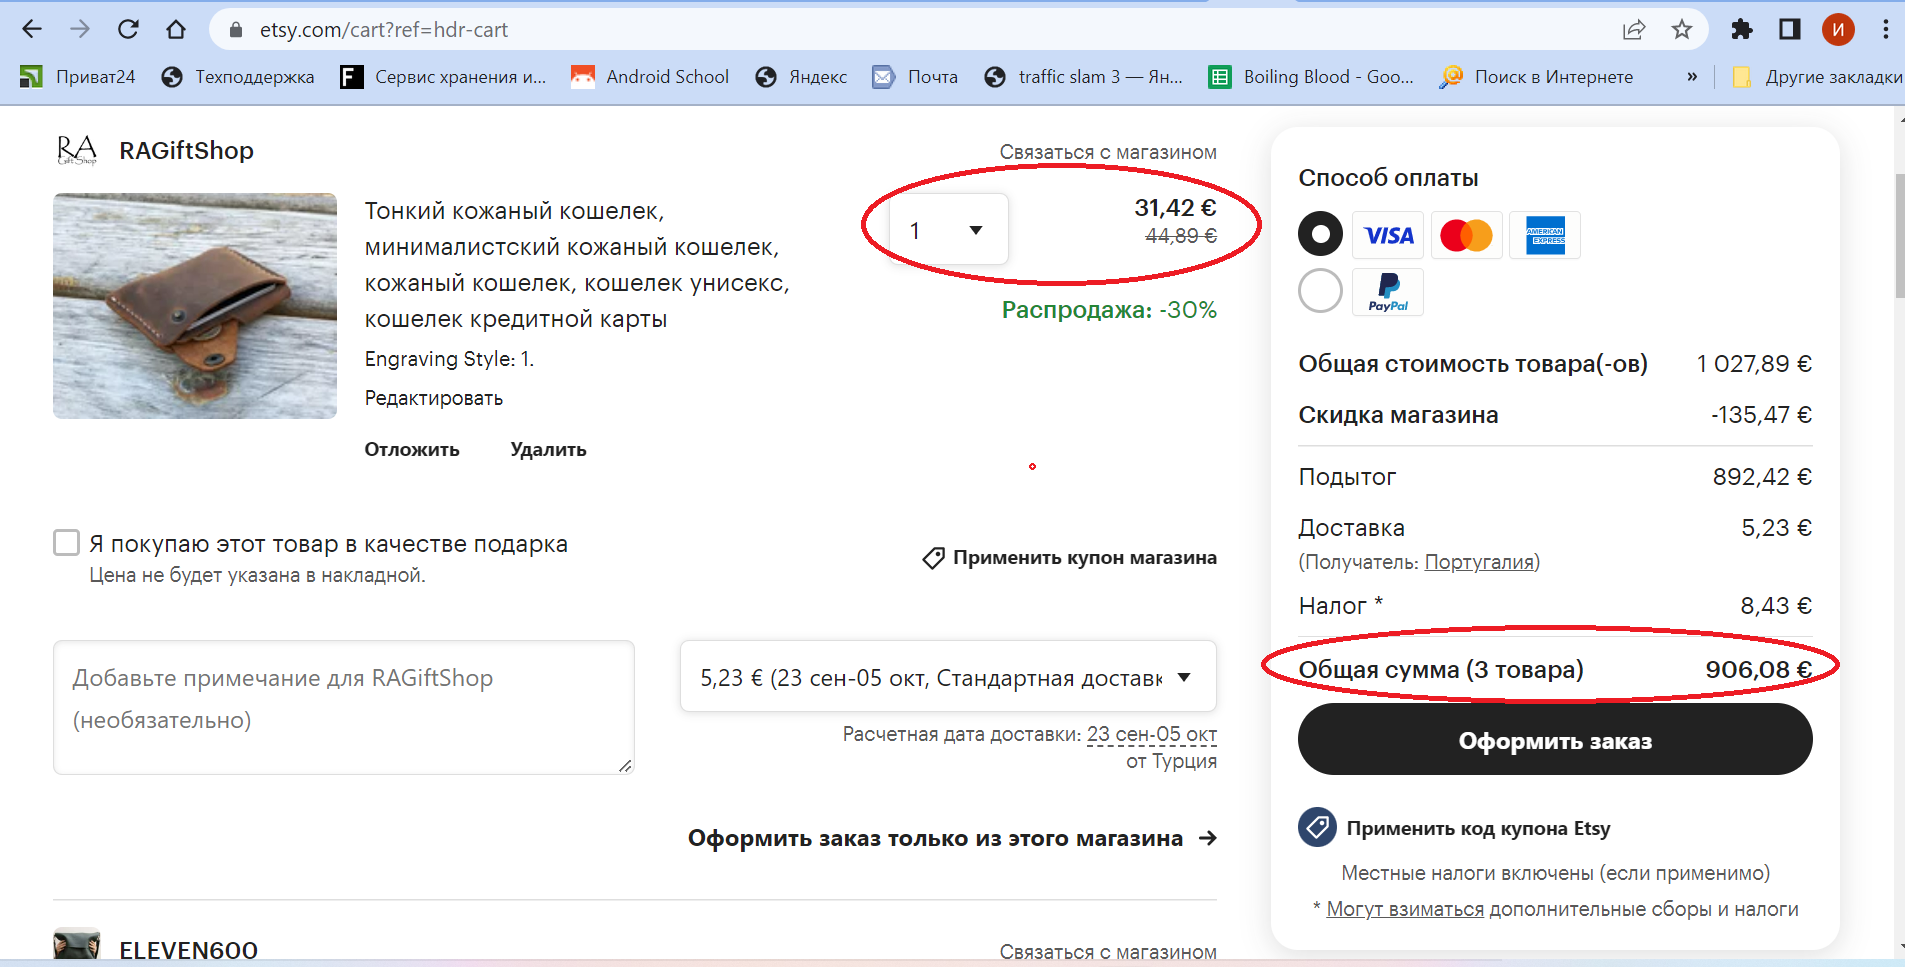 etsy.com/cart?ref=hdr-cart
И
Приват24
Техподдержка
Сервис хранения и...
Android School
Яндекс
Почта
traffic slam 3 — Ян...
Boiling Blood - Goo...
Поиск в Интернете
»
Другие закладки
RA
Gift Shop
RAGiftShop
Связаться с магазином
Тонкий кожаный кошелек,
минималистский кожаный кошелек,
кожаный кошелек, кошелек унисекс,
кошелек кредитной карты
Engraving Style: 1.
Редактировать
Отложить Удалить
1
31,42 €
44,89 €
Распродажа: -30%
Я покупаю этот товар в качестве подарка
Цена не будет указана в накладной.
Применить купон магазина
Добавьте примечание для RAGiftShop
(необязательно)
5,23 € (23 сен-05 окт, Стандартная доставк
Расчетная дата доставки: 23 сен-05 окт
от Турция
Оформить заказ только из этого магазина →
ELEVEN600
Связаться с магазином
Способ оплаты
VISA
AMERICAN
EXPRESS
PayPal
Общая стоимость товара(-ов) 1 027,89 €
Скидка магазина -135,47 €
Подытог 892,42 €
Доставка 5,23 €
(Получатель: Португалия)
Налог * 8,43 €
Общая сумма (3 товара) 906,08 €
Оформить заказ
Применить код купона Etsy
Местные налоги включены (если применимо)
* Могут взиматься дополнительные сборы и налоги